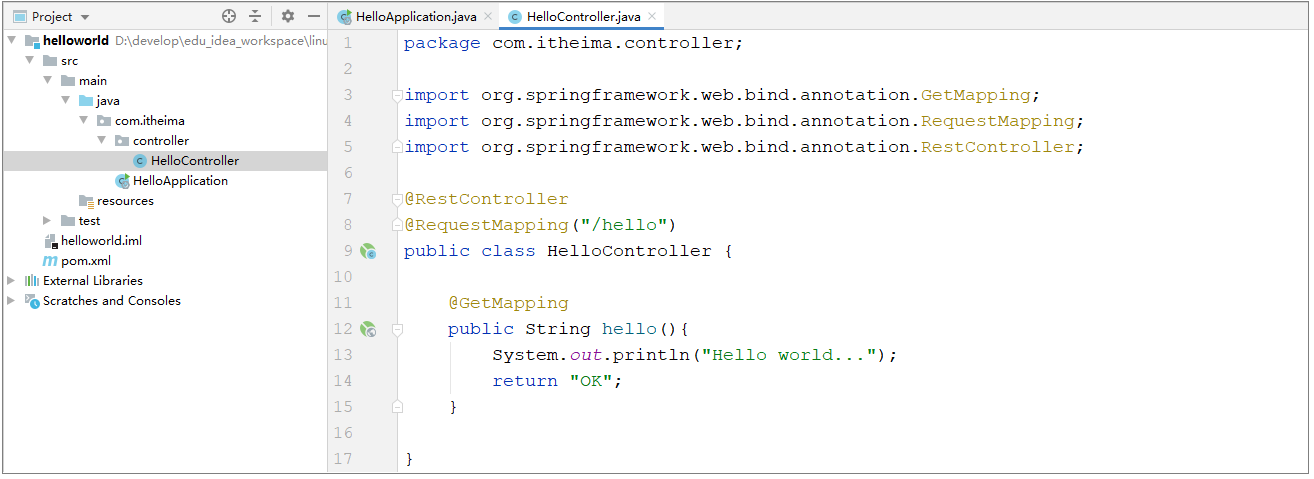 Project
helloworld D:\develop\edu_idea_workspace\linu
src
main
java
com.itheima
controller
HelloController
HelloApplication
resources
test
helloworld.iml
pom.xml
External Libraries
Scratches and Consoles
HelloApplication.java HelloController.java
1 package com.itheima.controller;
2
3 import org.springframework.web.bind.annotation.GetMapping;
4 import org.springframework.web.bind.annotation.RequestMapping;
5 import org.springframework.web.bind.annotation.RestController;
6
7 @RestController
8 @RequestMapping("/hello")
9 public class HelloController {
10
11 @GetMapping
12 public String hello(){
13 System.out.println("Hello world...");
14 return "OK";
15 }
16
17 }